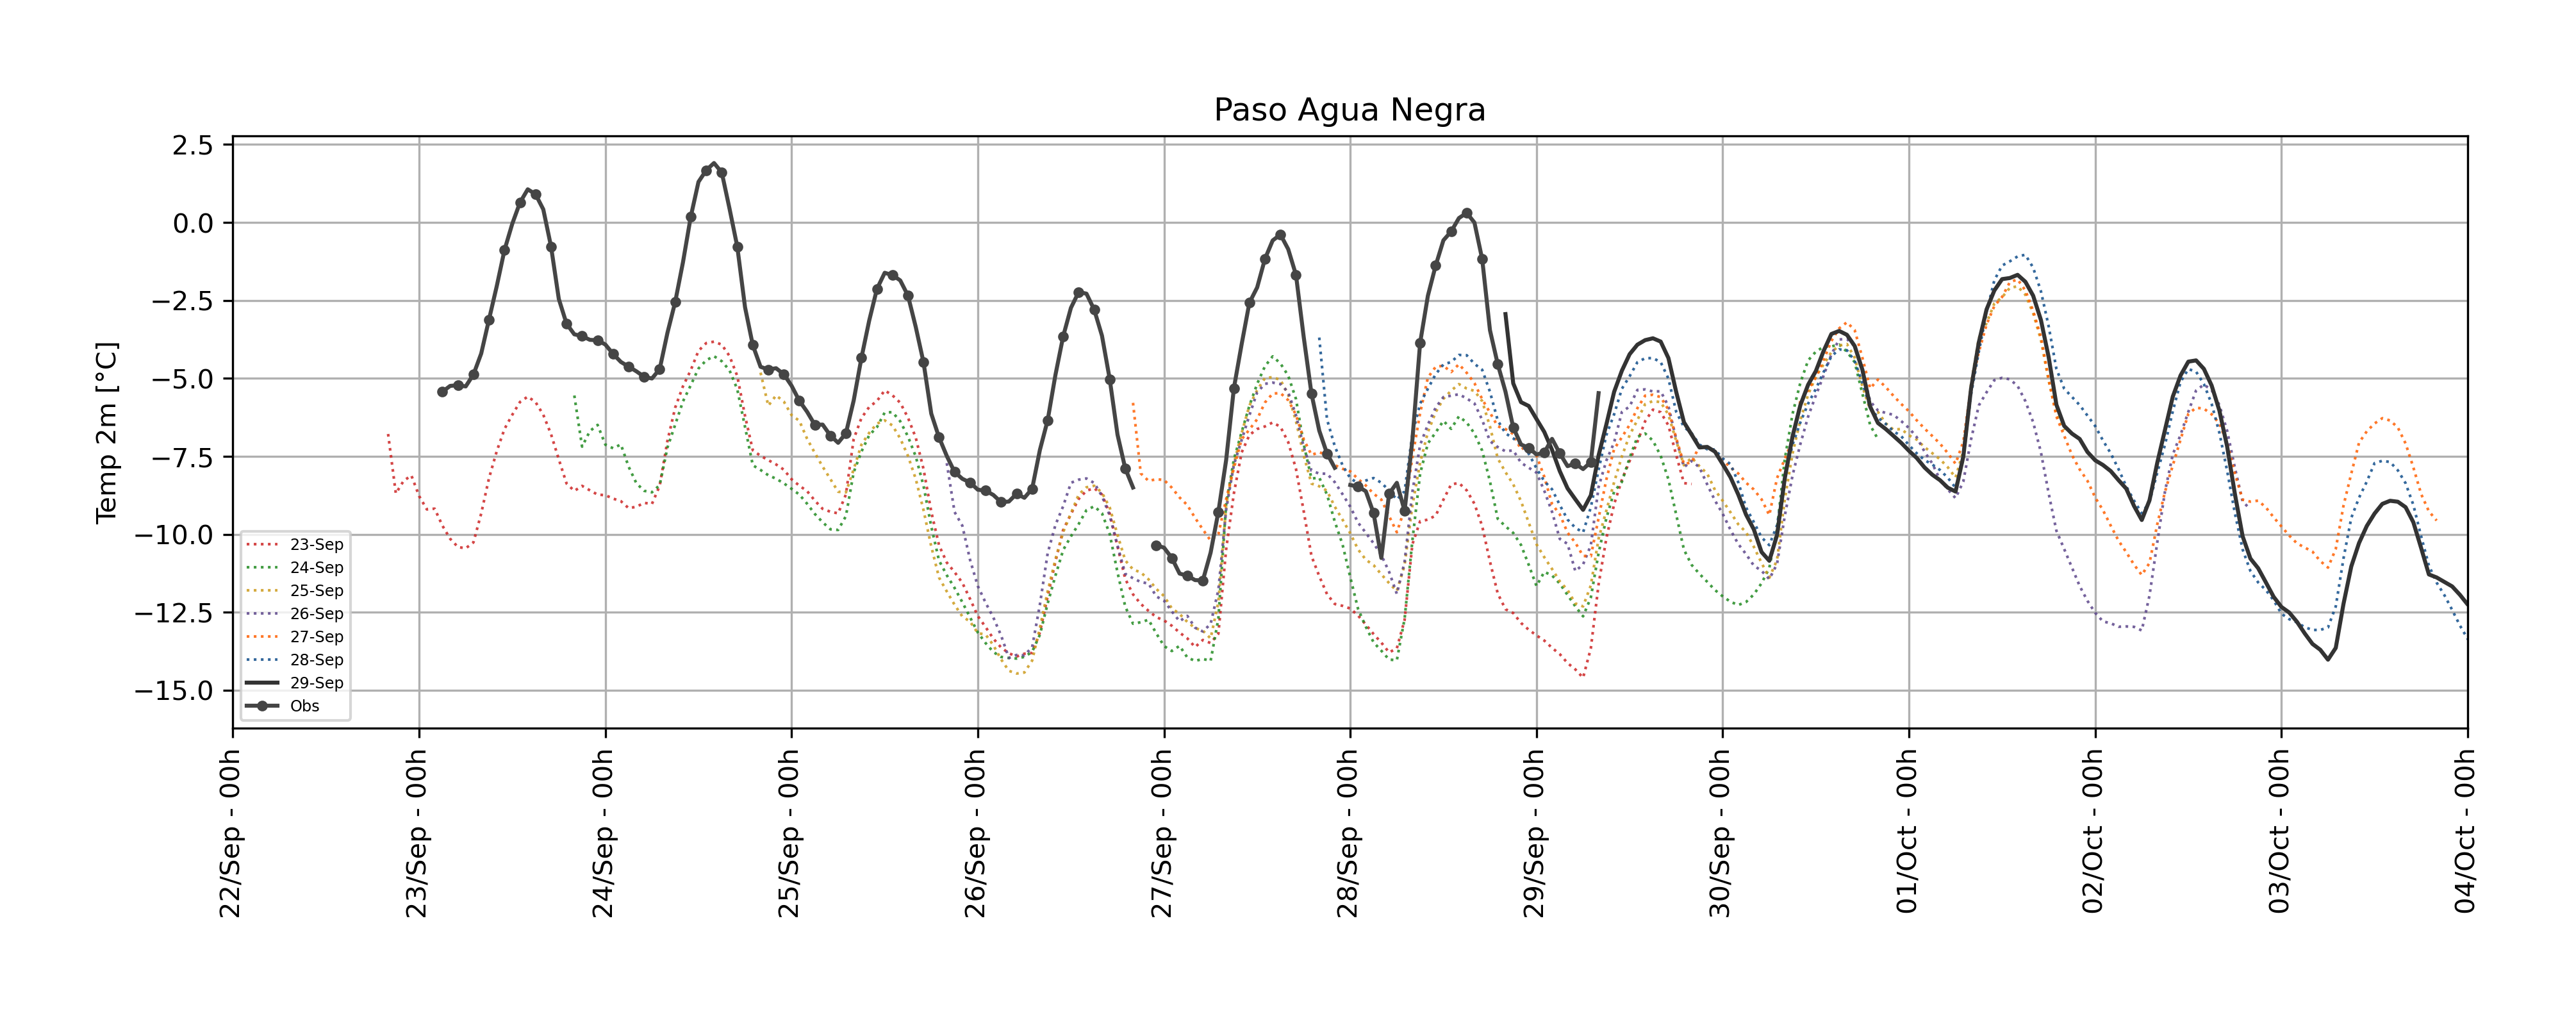 Paso Agua Negra
Temp 2m [°C]
2.5
0.0
−2.5
−5.0
−7.5
−10.0
−12.5
−15.0
23-Sep
24-Sep
25-Sep
26-Sep
27-Sep
28-Sep
29-Sep
Obs
22/Sep - 00h
23/Sep - 00h
24/Sep - 00h
25/Sep - 00h
26/Sep - 00h
27/Sep - 00h
28/Sep - 00h
29/Sep - 00h
30/Sep - 00h
01/Oct - 00h
02/Oct - 00h
03/Oct - 00h
04/Oct - 00h